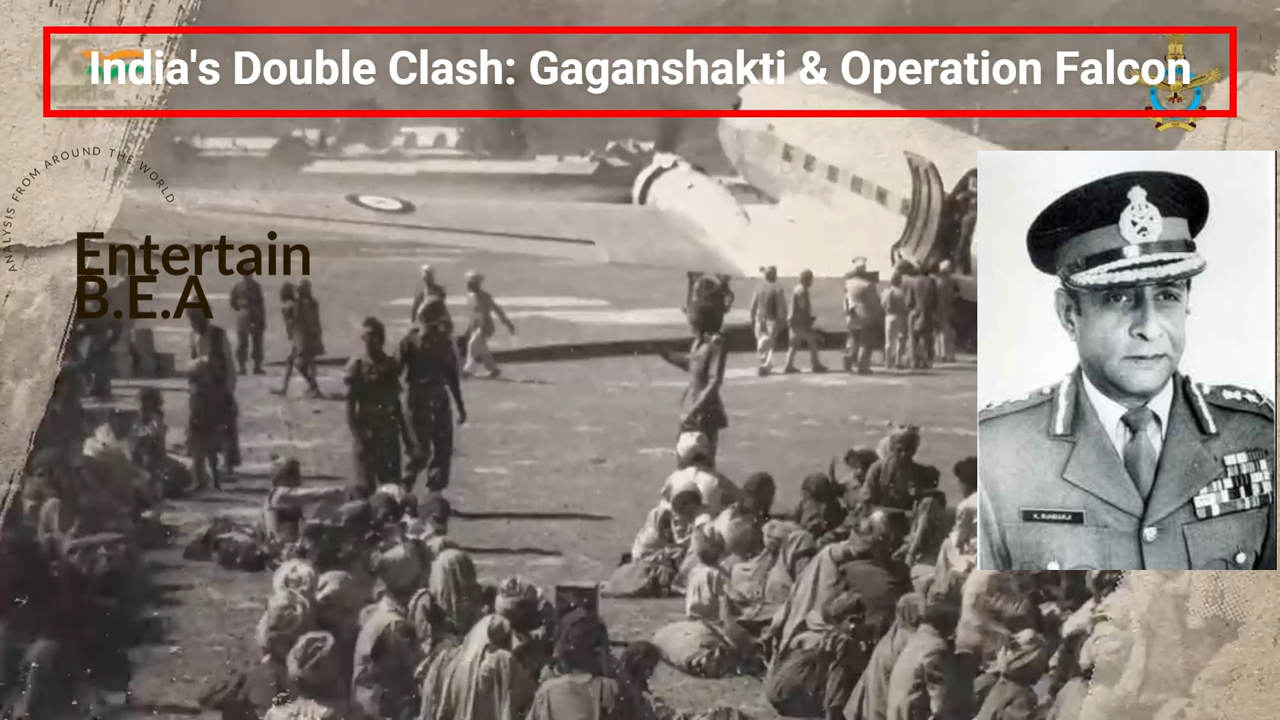 India's Double Clash: Gaganshakti & Operation Falcon
ANALYSIS FROM AROUND THE WORLD
Entertain
B.E.A